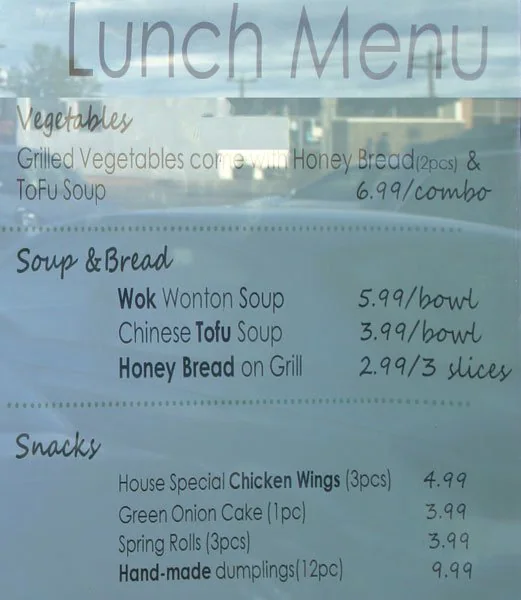 Lunch Menu
Vegetables
Grilled Vegetables come with Honey Bread(2pcs) &
ToFu Soup 6.99/combo
Soup & Bread
Wok Wonton Soup 5.99/bowl
Chinese Tofu Soup 3.99/bowl
Honey Bread on Grill 2.99/3 slices
Snacks
House Special Chicken Wings (3pcs) 4.99
Green Onion Cake (1pc) 3.99
Spring Rolls (3pcs) 3.99
Hand-made dumplings(12pc) 9.99